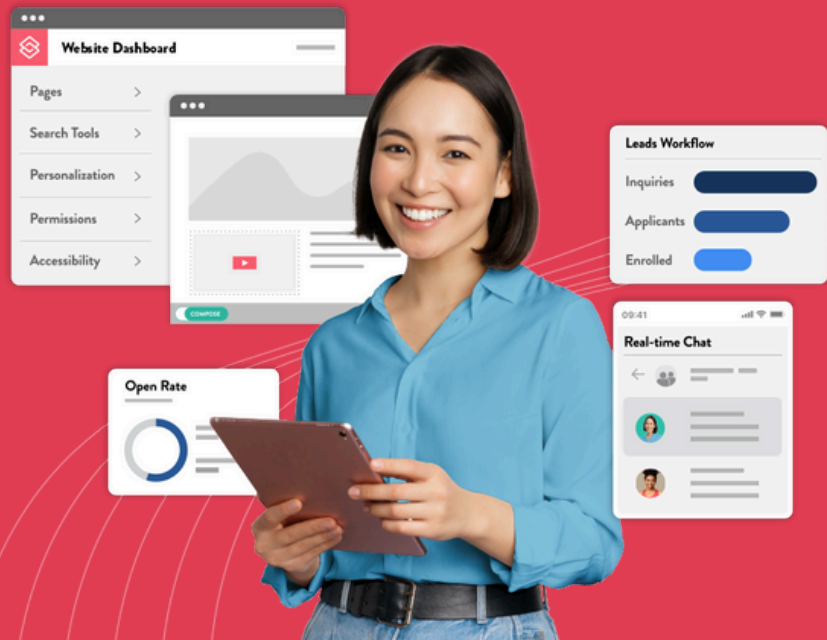 Website Dashboard
Pages
Search Tools
Personalization
Permissions
Accessibility
COMPOSE
Open Rate
Leads Workflow
Inquiries
Applicants
Enrolled
09:41
Real-time Chat